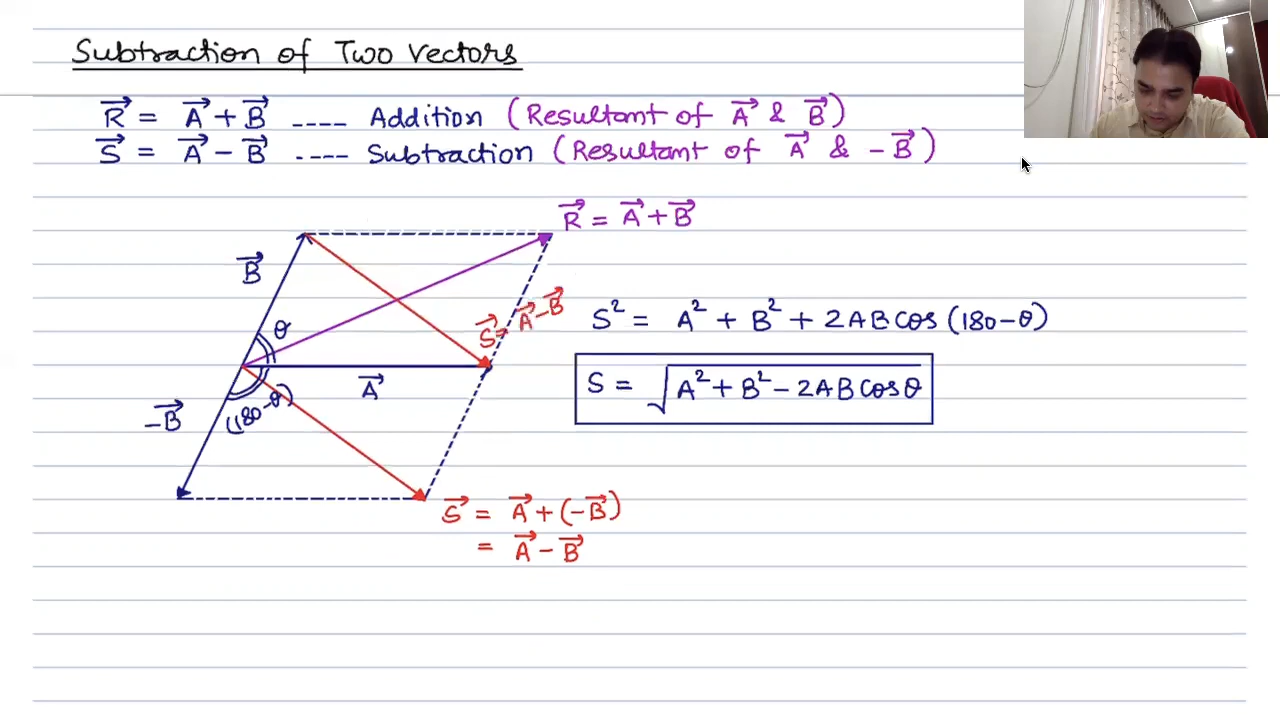 Subtraction of Two Vectors
R⃗ = A⃗ + B⃗ ---- Addition (Resultant of A⃗ & B⃗)
S⃗ = A⃗ - B⃗ ---- Subtraction (Resultant of A⃗ & -B⃗)
R⃗ = A⃗ + B⃗
B⃗
θ
S⃗ = A⃗ - B⃗
S² = A² + B² + 2AB cos (180-θ)
A⃗
S = √(A² + B² - 2AB cosθ)
-B⃗
(180-θ)
S⃗ = A⃗ + (-B⃗)
= A⃗ - B⃗